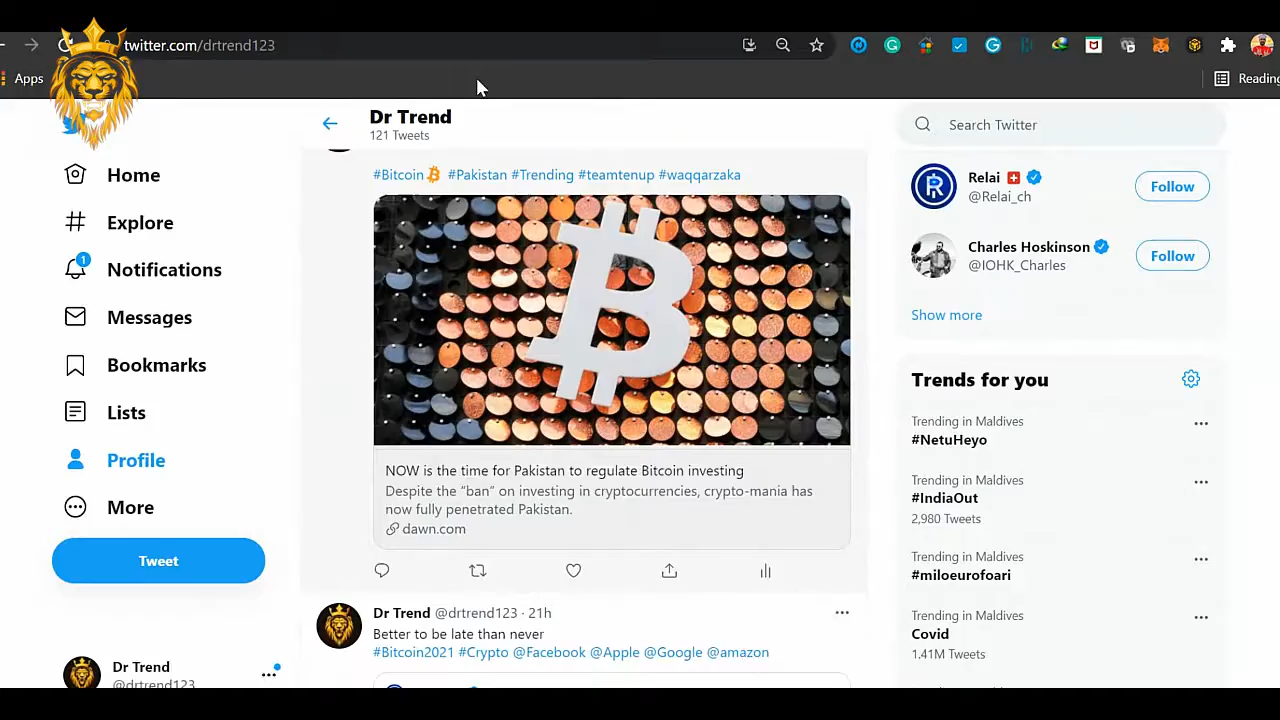 twitter.com/drtrend123
Apps
Reading
Home
Explore
1
Notifications
Messages
Bookmarks
Lists
Profile
More
Tweet
Dr Trend
@drtrend123
Dr Trend
121 Tweets
#Bitcoin #Pakistan #Trending #teamtenup #waqqarzaka
NOW is the time for Pakistan to regulate Bitcoin investing
Despite the “ban” on investing in cryptocurrencies, crypto-mania has
now fully penetrated Pakistan.
dawn.com
Dr Trend @drtrend123 · 21h
Better to be late than never
#Bitcoin2021 #Crypto @Facebook @Apple @Google @amazon
Search Twitter
Relai
@Relai_ch
Follow
Charles Hoskinson
@IOHK_Charles
Follow
Show more
Trends for you
Trending in Maldives
#NetuHeyo
Trending in Maldives
#IndiaOut
2,980 Tweets
Trending in Maldives
#miloeurofoari
Trending in Maldives
Covid
1.41M Tweets